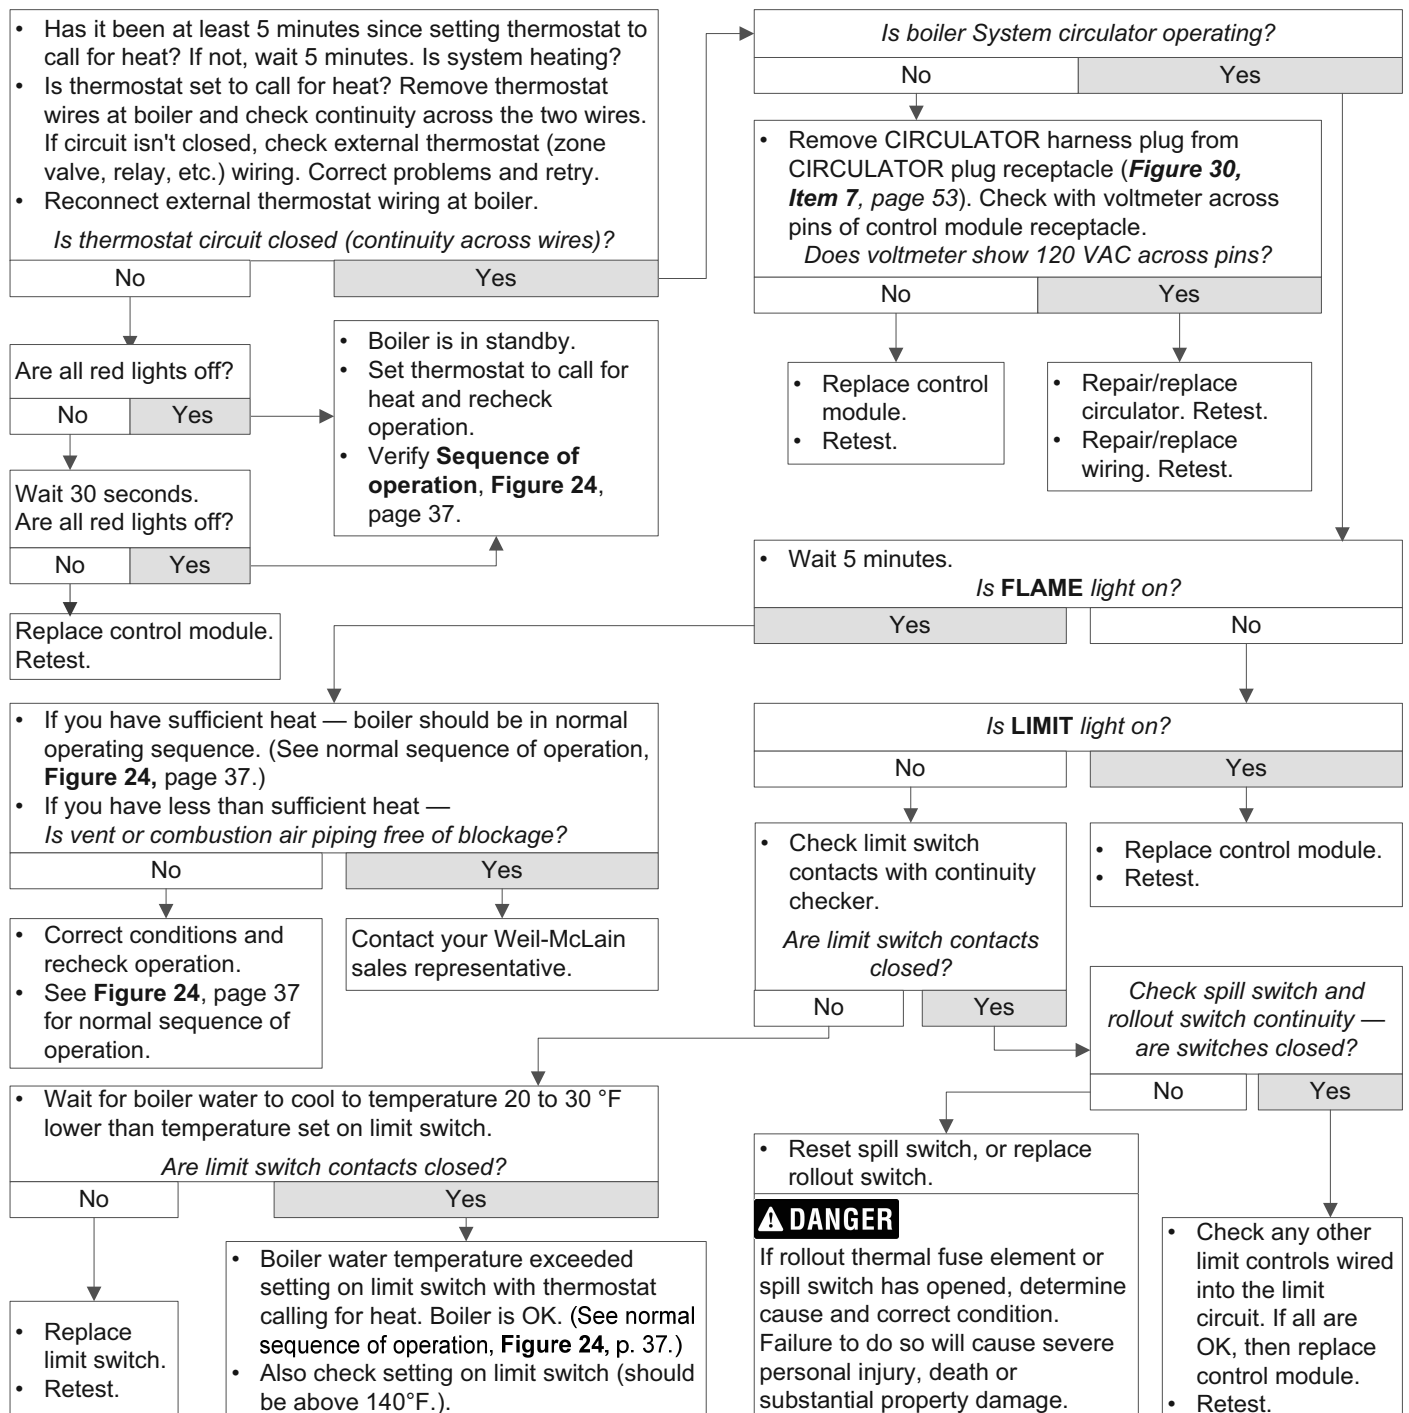 • Has it been at least 5 minutes since setting thermostat to
call for heat? If not, wait 5 minutes. Is system heating?
• Is thermostat set to call for heat? Remove thermostat
wires at boiler and check continuity across the two wires.
If circuit isn't closed, check external thermostat (zone
valve, relay, etc.) wiring. Correct problems and retry.
• Reconnect external thermostat wiring at boiler.
Is thermostat circuit closed (continuity across wires)?
No
Yes
Are all red lights off?
No
Yes
Wait 30 seconds.
Are all red lights off?
No
Yes
Replace control module.
Retest.
• Boiler is in standby.
• Set thermostat to call for
heat and recheck
operation.
• Verify Sequence of
operation, Figure 24,
page 37.
Is boiler System circulator operating?
No
Yes
• Remove CIRCULATOR harness plug from
CIRCULATOR plug receptacle (Figure 30,
Item 7, page 53). Check with voltmeter across
pins of control module receptacle.
Does voltmeter show 120 VAC across pins?
No
Yes
• Replace control
module.
• Retest.
• Repair/replace
circulator. Retest.
• Repair/replace
wiring. Retest.
• Wait 5 minutes.
Is FLAME light on?
Yes
No
• If you have sufficient heat — boiler should be in normal
operating sequence. (See normal sequence of operation,
Figure 24, page 37.)
• If you have less than sufficient heat —
Is vent or combustion air piping free of blockage?
No
Yes
• Correct conditions and
recheck operation.
• See Figure 24, page 37
for normal sequence of
operation.
Contact your Weil-McLain
sales representative.
Is LIMIT light on?
No
Yes
• Check limit switch
contacts with continuity
checker.
Are limit switch contacts
closed?
No
Yes
• Replace control module.
• Retest.
Check spill switch and
rollout switch continuity —
are switches closed?
No
Yes
• Wait for boiler water to cool to temperature 20 to 30 °F
lower than temperature set on limit switch.
Are limit switch contacts closed?
No
Yes
• Replace
limit switch.
• Retest.
• Boiler water temperature exceeded
setting on limit switch with thermostat
calling for heat. Boiler is OK. (See normal
sequence of operation, Figure 24, p. 37.)
• Also check setting on limit switch (should
be above 140°F.).
• Reset spill switch, or replace
rollout switch.
DANGER
If rollout thermal fuse element or
spill switch has opened, determine
cause and correct condition.
Failure to do so will cause severe
personal injury, death or
substantial property damage.
• Check any other
limit controls wired
into the limit
circuit. If all are
OK, then replace
control module.
• Retest.